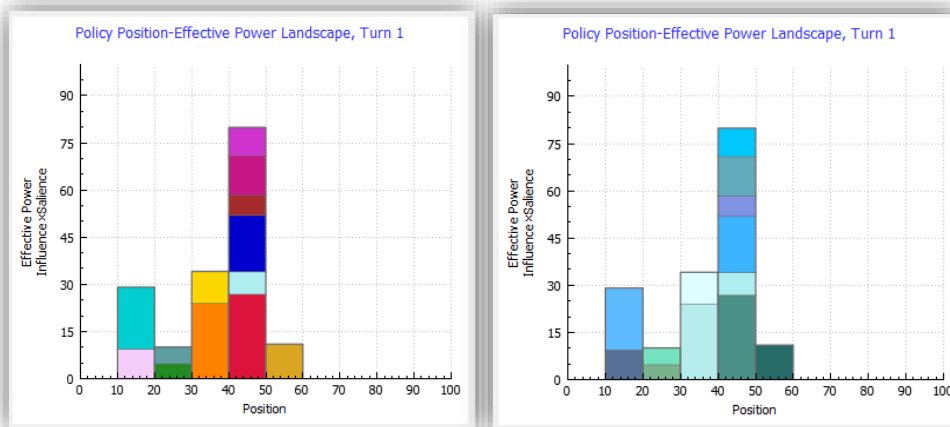 Policy Position-Effective Power Landscape, Turn 1
90
75
60
45
30
15
0
Effective Power
Influence×Salience
0 10 20 30 40 50 60 70 80 90 100
Position
Policy Position-Effective Power Landscape, Turn 1
90
75
60
45
30
15
0
Effective Power
Influence×Salience
0 10 20 30 40 50 60 70 80 90 100
Position